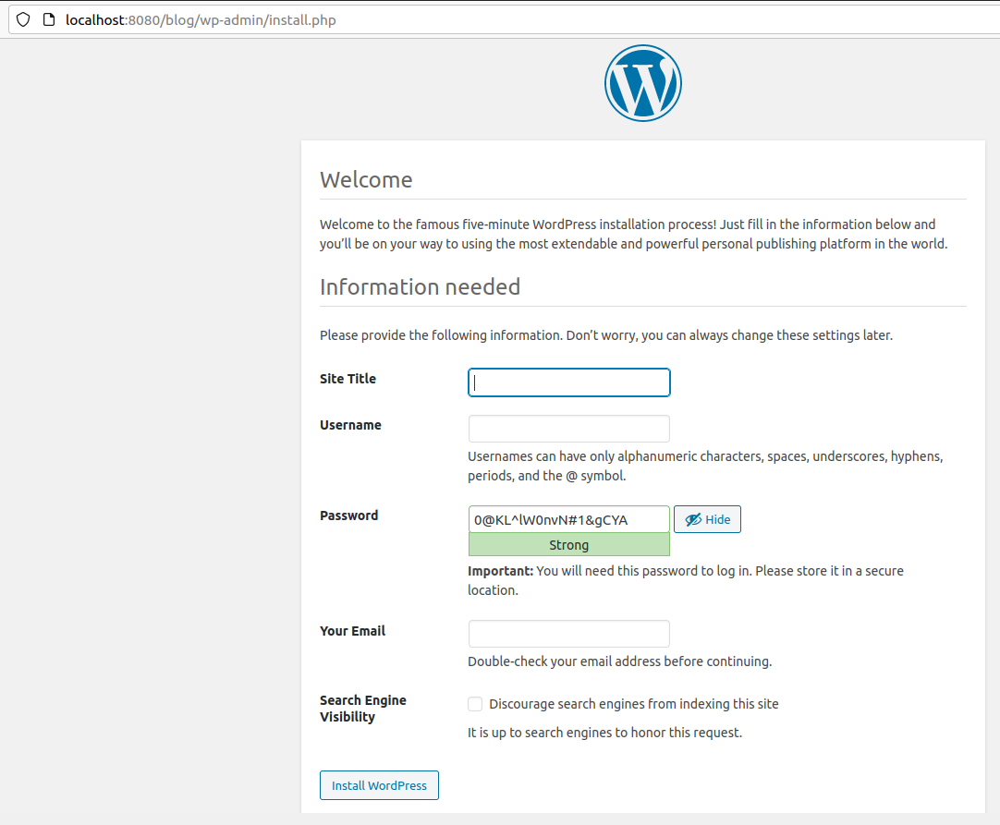 localhost:8080/blog/wp-admin/install.php
W
Welcome
Welcome to the famous five-minute WordPress installation process! Just fill in the information below and
you’ll be on your way to using the most extendable and powerful personal publishing platform in the world.
Information needed
Please provide the following information. Don’t worry, you can always change these settings later.
Site Title
Username
Usernames can have only alphanumeric characters, spaces, underscores, hyphens,
periods, and the @ symbol.
Password
0@KL^lW0nvN#1&gCYA
Hide
Strong
Important: You will need this password to log in. Please store it in a secure
location.
Your Email
Double-check your email address before continuing.
Search Engine
Visibility
Discourage search engines from indexing this site
It is up to search engines to honor this request.
Install WordPress